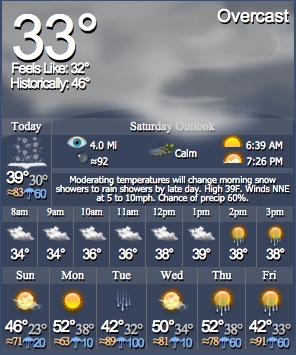 33°
Overcast
Feels Like: 32°
Historically: 46°
Today
Saturday Outlook
4.0 MI
6:39 AM
≈92
Calm
7:26 PM
39° 30°
≈83 60
Moderating temperatures will change morning snow
showers to rain showers by late day. High 39F. Winds NNE
at 5 to 10mph. Chance of precip 60%.
8am 9am 10am 11am 12pm 1pm 2pm 3pm
34° 34° 36° 36° 38° 39° 38° 38°
Sun Mon Tue Wed Thu Fri
46° 23° 52° 38° 42° 32° 50° 34° 52° 38° 42° 33°
≈71 20 ≈63 10 ≈89 100 ≈81 10 ≈78 60 ≈91 60